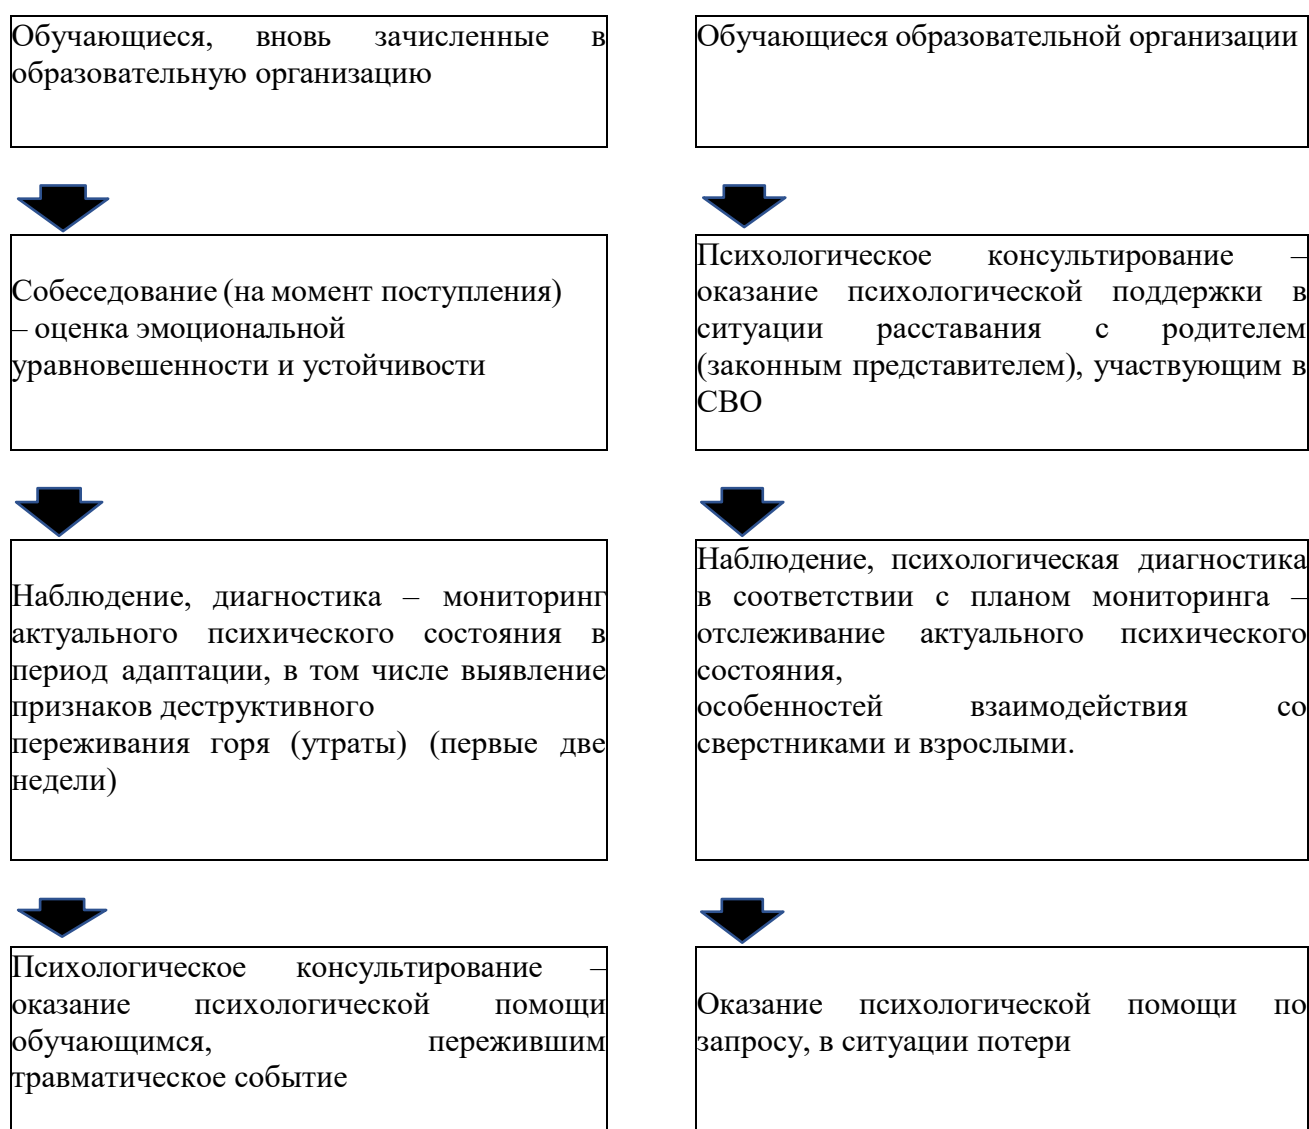 Обучающиеся, вновь зачисленные в
образовательную организацию
Обучающиеся образовательной организации
Собеседование (на момент поступления)
– оценка эмоциональной
уравновешенности и устойчивости
Психологическое консультирование –
оказание психологической поддержки в
ситуации расставания с родителем
(законным представителем), участвующим в
СВО
Наблюдение, диагностика – мониторинг
актуального психического состояния в
период адаптации, в том числе выявление
признаков деструктивного
переживания горя (утраты) (первые две
недели)
Наблюдение, психологическая диагностика
в соответствии с планом мониторинга –
отслеживание актуального психического
состояния,
особенностей взаимодействия со
сверстниками и взрослыми.
Психологическое консультирование –
оказание психологической помощи
обучающимся, пережившим
травматическое событие
Оказание психологической помощи по
запросу, в ситуации потери